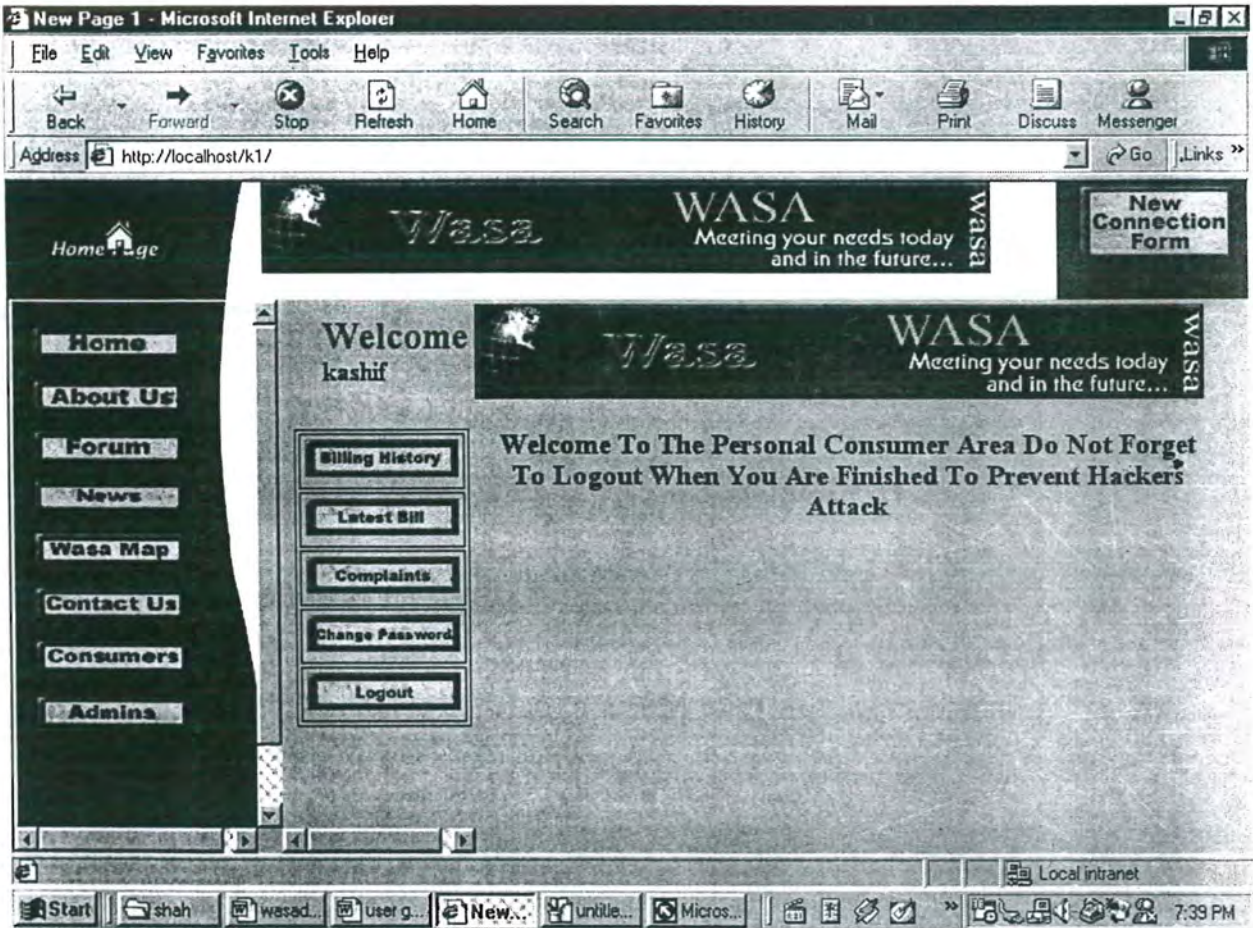 New Page 1 - Microsoft Internet Explorer
File Edit View Favorites Tools Help
Back Forward Stop Refresh Home Search Favorites History Mail Print Discuss Messenger
Address http://localhost/k1/ Go Links »
Home Page
Wasa
WASA
Meeting your needs today
and in the future...
wasa
New
Connection
Form
Home
About Us
Forum
News
Wasa Map
Contact Us
Consumers
Admins
Welcome
kashif
Billing History
Latest Bill
Complaints
Change Password
Logout
Wasa
WASA
Meeting your needs today
and in the future...
wasa
Welcome To The Personal Consumer Area Do Not Forget
To Logout When You Are Finished To Prevent Hackers
Attack
Local intranet
Start shah wasad... user g... New... untitle... Micros... » 7:39 PM